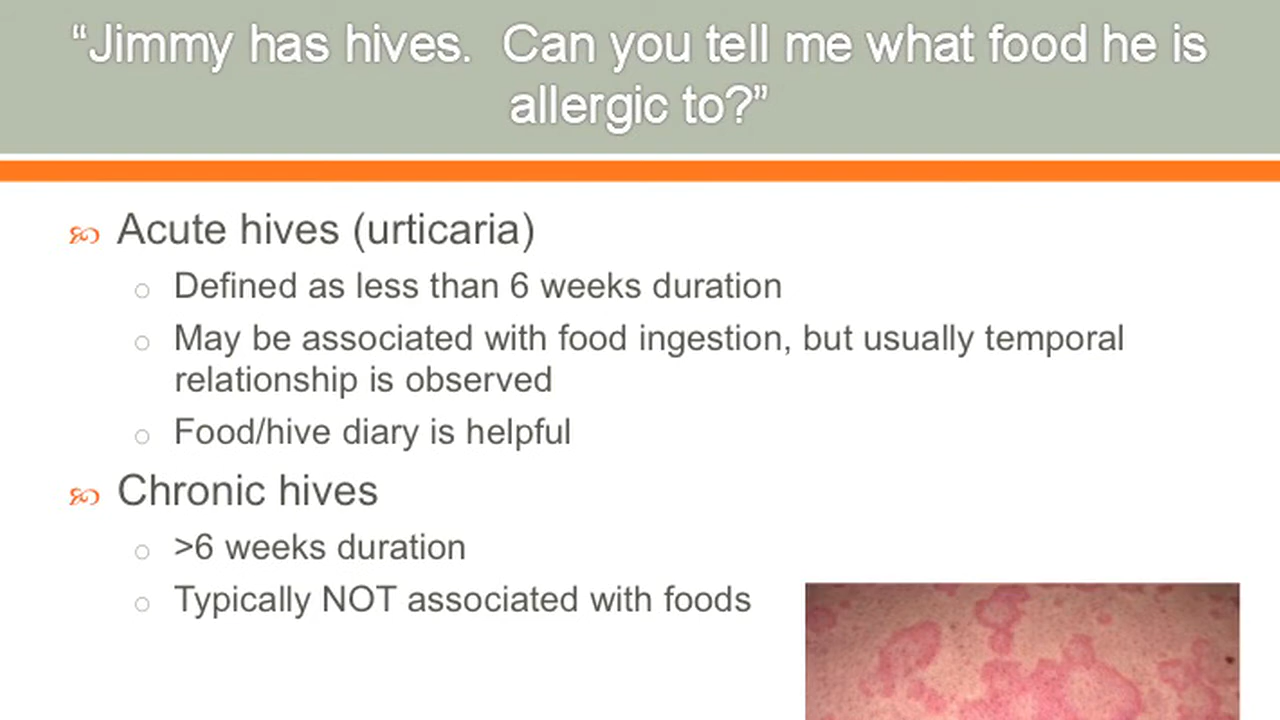 “Jimmy has hives.  Can you tell me what food he is
allergic to?”
Acute hives (urticaria)
Defined as less than 6 weeks duration
May be associated with food ingestion, but usually temporal
relationship is observed
Food/hive diary is helpful
Chronic hives
>6 weeks duration
Typically NOT associated with foods